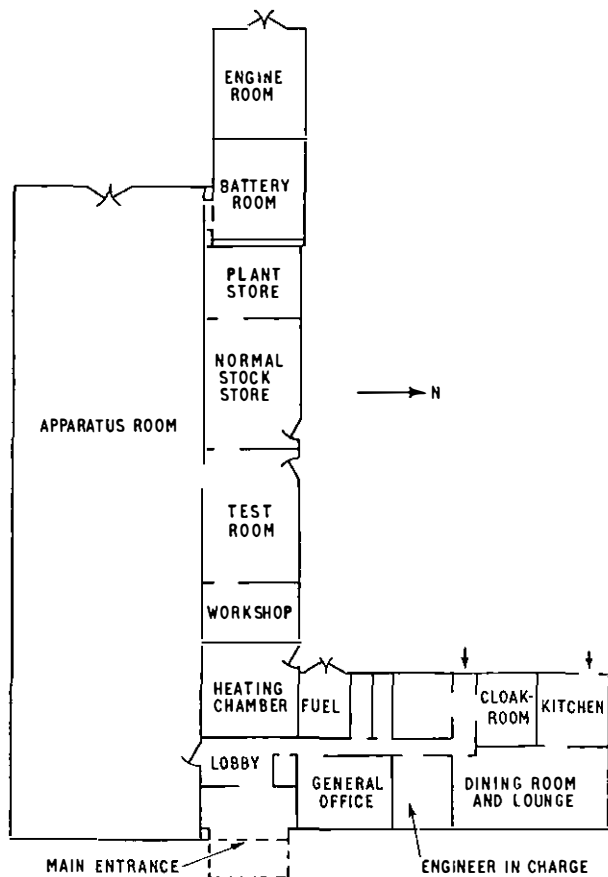 ENGINE
ROOM
BATTERY
ROOM
PLANT
STORE
NORMAL
STOCK
STORE
N
APPARATUS ROOM
TEST
ROOM
WORKSHOP
HEATING
CHAMBER
FUEL
CLOAK-
ROOM
KITCHEN
LOBBY
GENERAL
OFFICE
DINING ROOM
AND LOUNGE
MAIN ENTRANCE
ENGINEER IN CHARGE